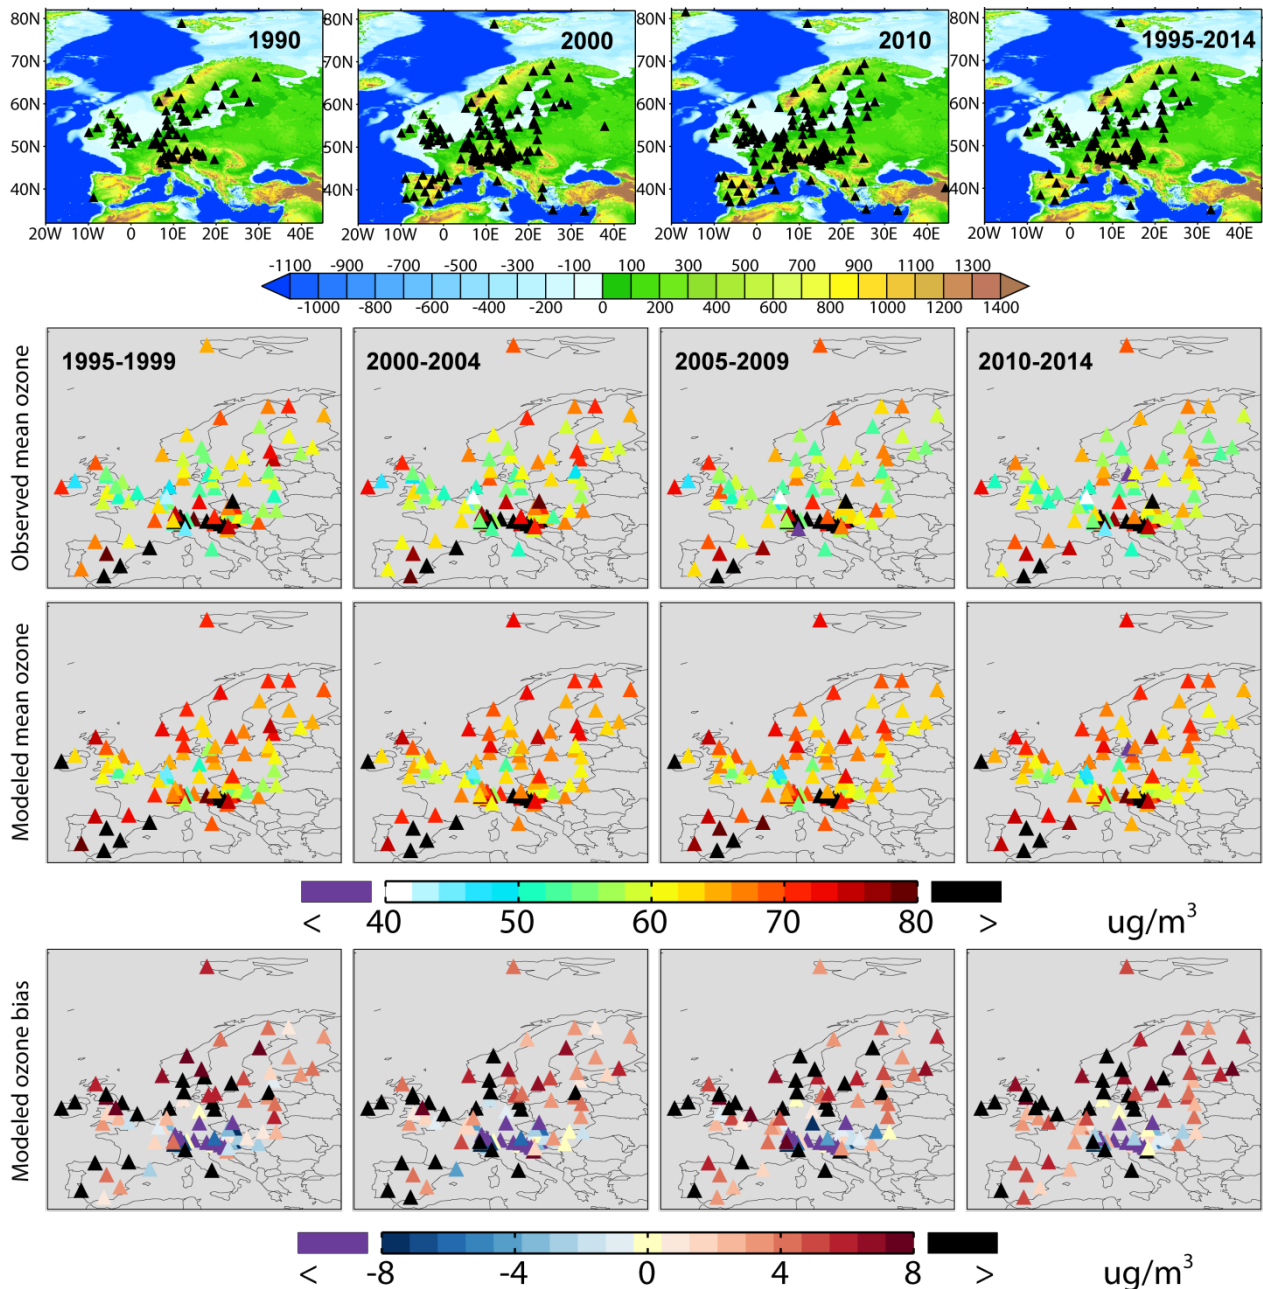 80N
70N
60N
50N
40N
1990
2000
2010
1995-2014
80N
70N
60N
50N
40N
20W 10W 0 10E 20E 30E 40E
20W 10W 0 10E 20E 30E 40E
20W 10W 0 10E 20E 30E 40E
20W 10W 0 10E 20E 30E 40E
-1100 -900 -700 -500 -300 -100 100 300 500 700 900 1100 1300
-1000 -800 -600 -400 -200 0 200 400 600 800 1000 1200 1400
Observed mean ozone
1995-1999
2000-2004
2005-2009
2010-2014
Modeled mean ozone
< 40 50 60 70 80 > ug/m³
Modeled ozone bias
< -8 -4 0 4 8 > ug/m³